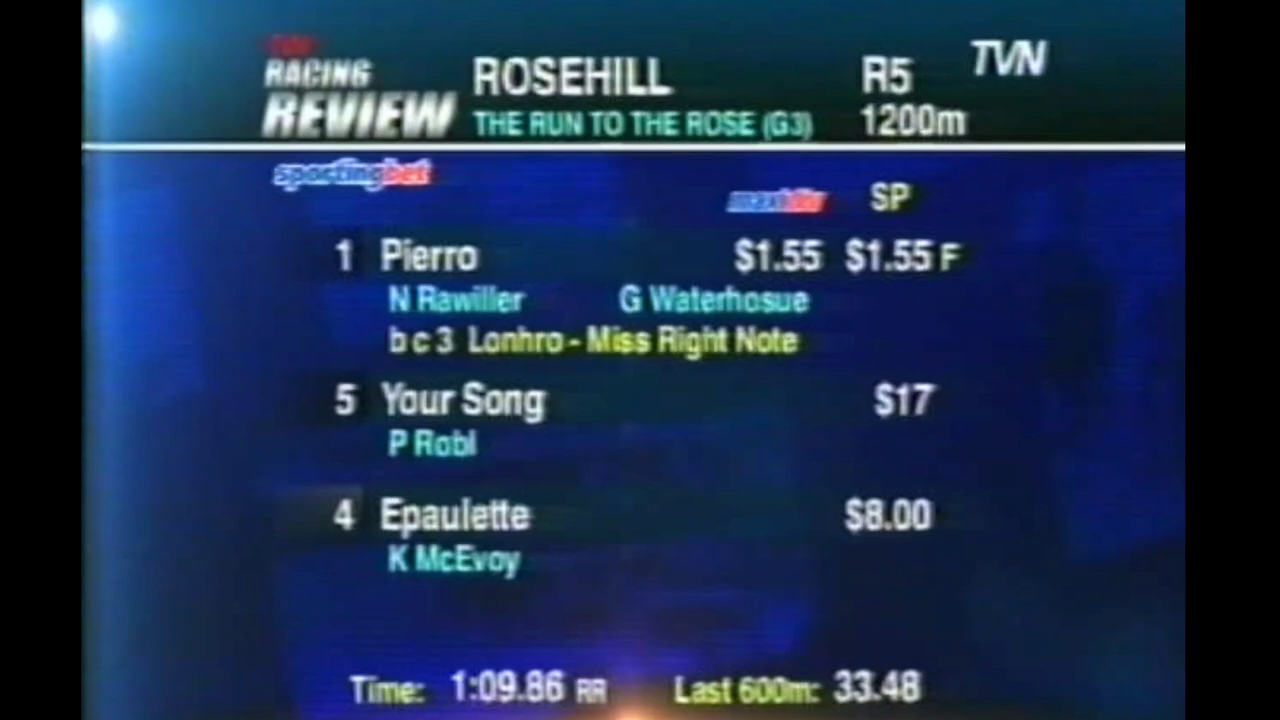 TVN
RACING
REVIEW
ROSEHILL R5
THE RUN TO THE ROSE (G3) 1200m
TVN
sportingbet
maxidiv SP
1 Pierro $1.55 $1.55 F
N Rawiller G Waterhosue
b c 3 Lonhro - Miss Right Note
5 Your Song $17
P Robl
4 Epaulette $8.00
K McEvoy
Time: 1:09.86 RR Last 600m: 33.48